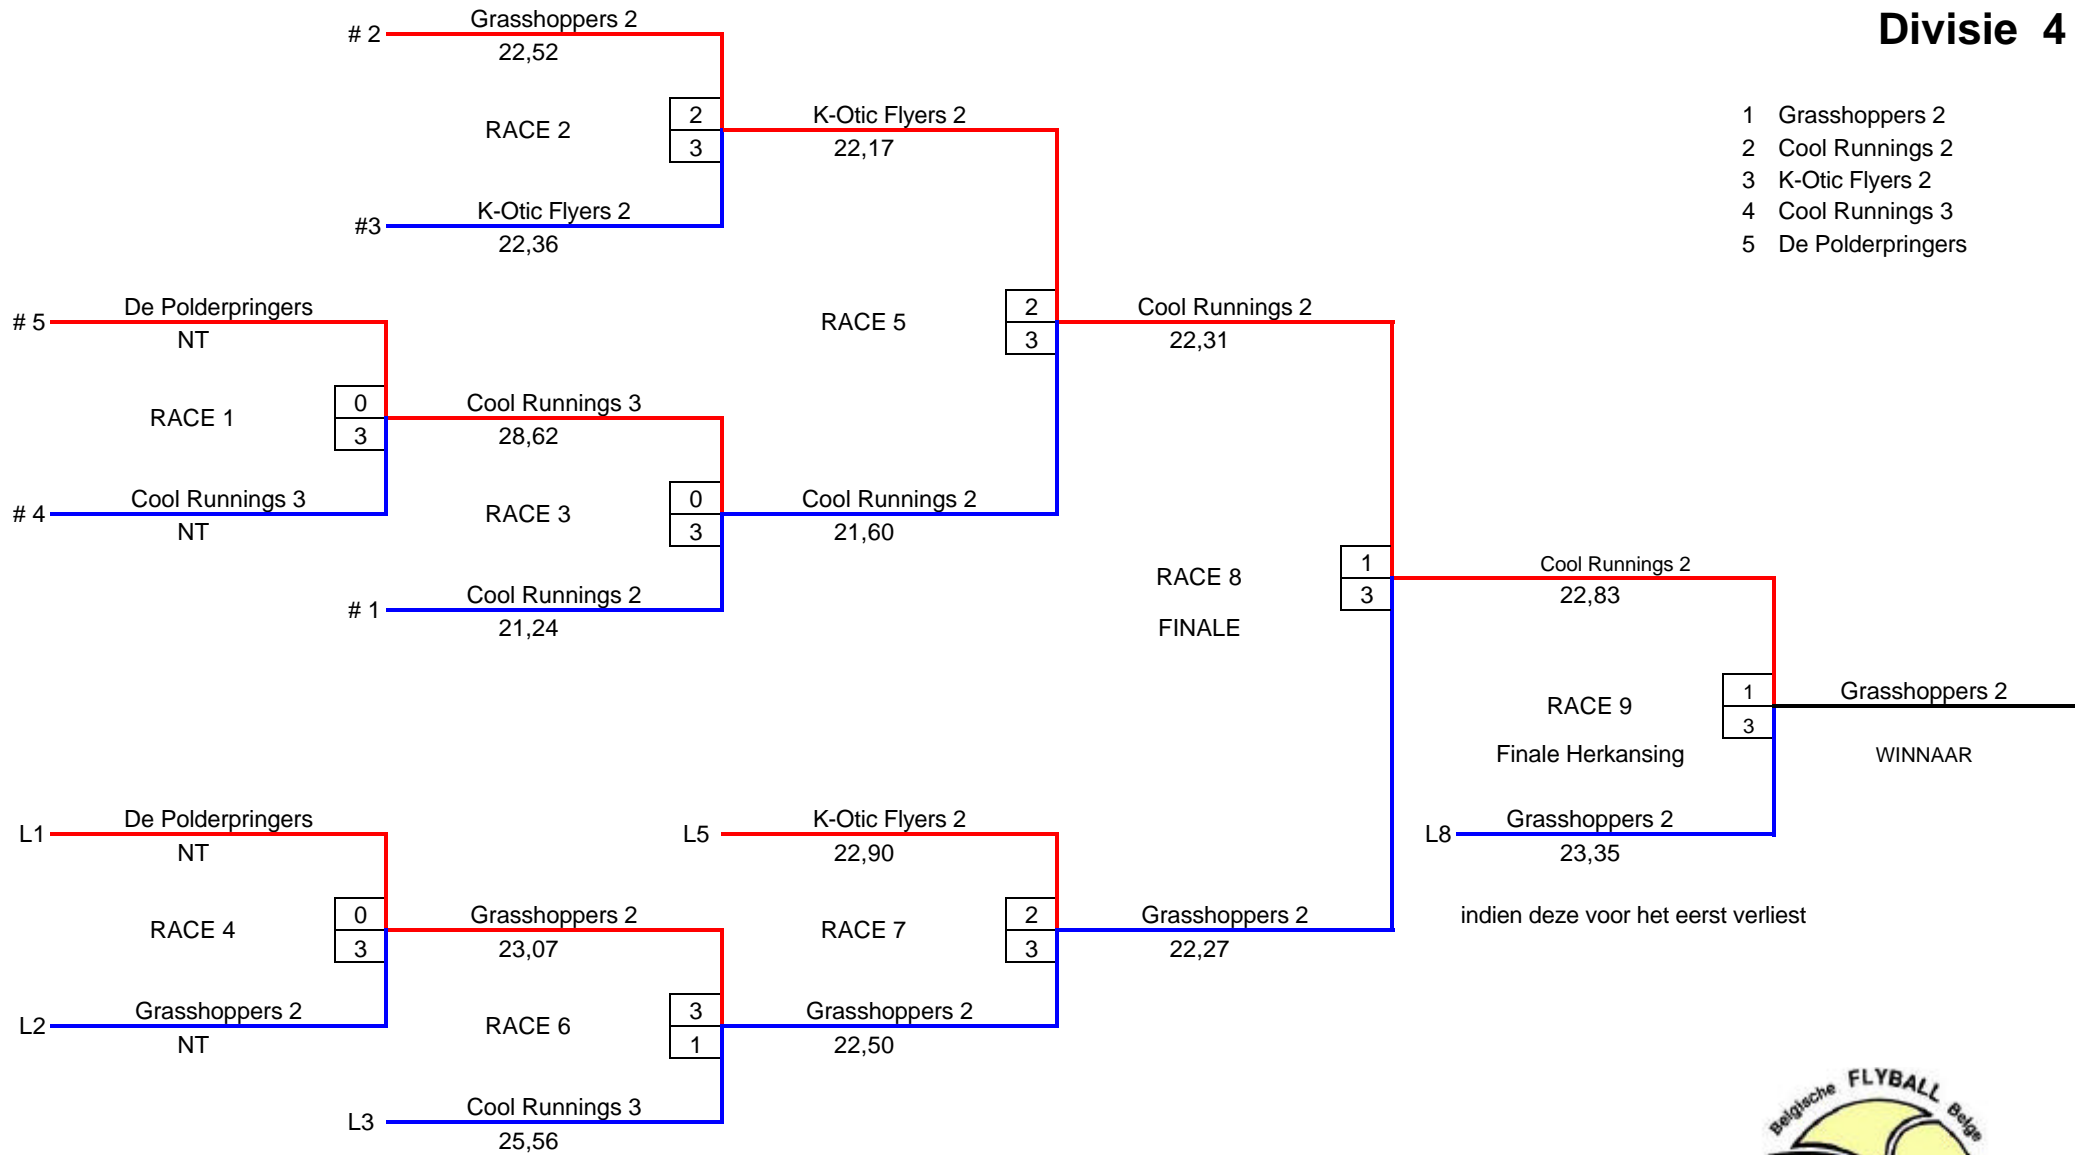 Divisie 4
1 Grasshoppers 2
2 Cool Runnings 2
3 K-Otic Flyers 2
4 Cool Runnings 3
5 De Polderpringers
# 2 Grasshoppers 2
22,52
RACE 2
2
3
#3 K-Otic Flyers 2
22,36
K-Otic Flyers 2
22,17
# 5 De Polderpringers
NT
RACE 1
0
3
# 4 Cool Runnings 3
NT
Cool Runnings 3
28,62
RACE 3
0
3
# 1 Cool Runnings 2
21,24
Cool Runnings 2
21,60
RACE 5
2
3
Cool Runnings 2
22,31
RACE 8
FINALE
1
3
Cool Runnings 2
22,83
RACE 9
Finale Herkansing
1
3
Grasshoppers 2
WINNAAR
L8 Grasshoppers 2
23,35
indien deze voor het eerst verliest
L1 De Polderpringers
NT
RACE 4
0
3
L2 Grasshoppers 2
NT
Grasshoppers 2
23,07
RACE 6
3
1
L3 Cool Runnings 3
25,56
L5 K-Otic Flyers 2
22,90
RACE 7
2
3
Grasshoppers 2
22,50
Grasshoppers 2
22,27
Belgische FLYBALL Belge